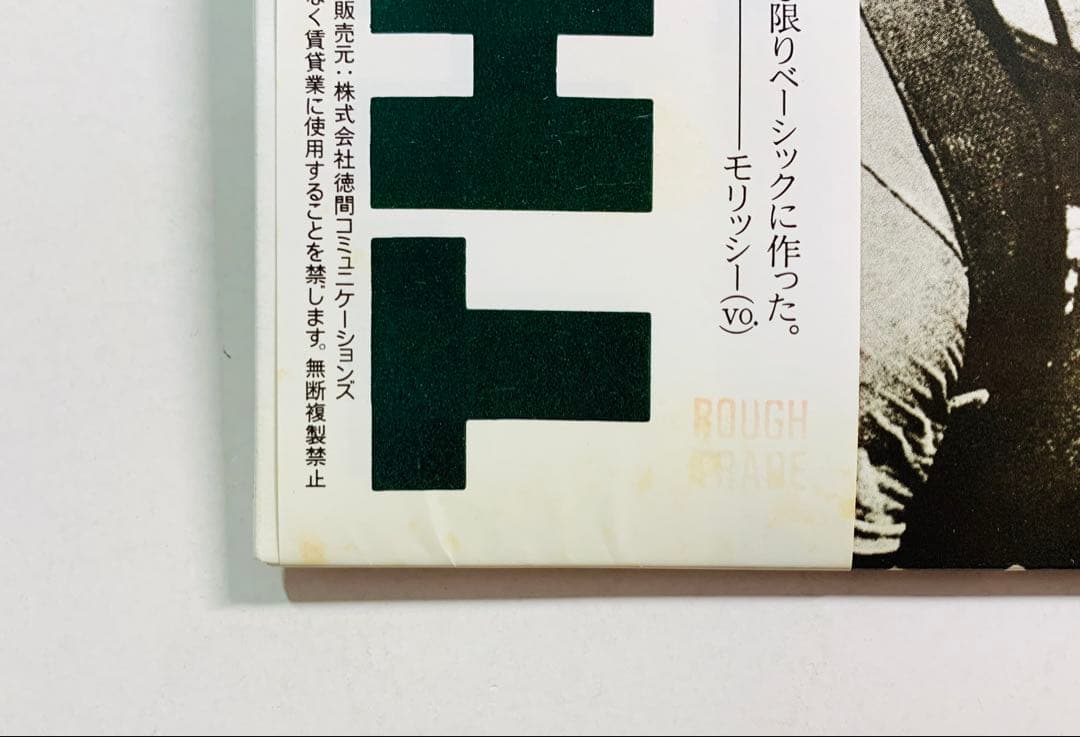 限りベーシックに作った。
——モリッシー(vo.)
HT
ROUGH
TRADE
販売元：株式会社徳間コミュニケーションズ
なく賃貸業に使用することを禁じます。無断複製禁止